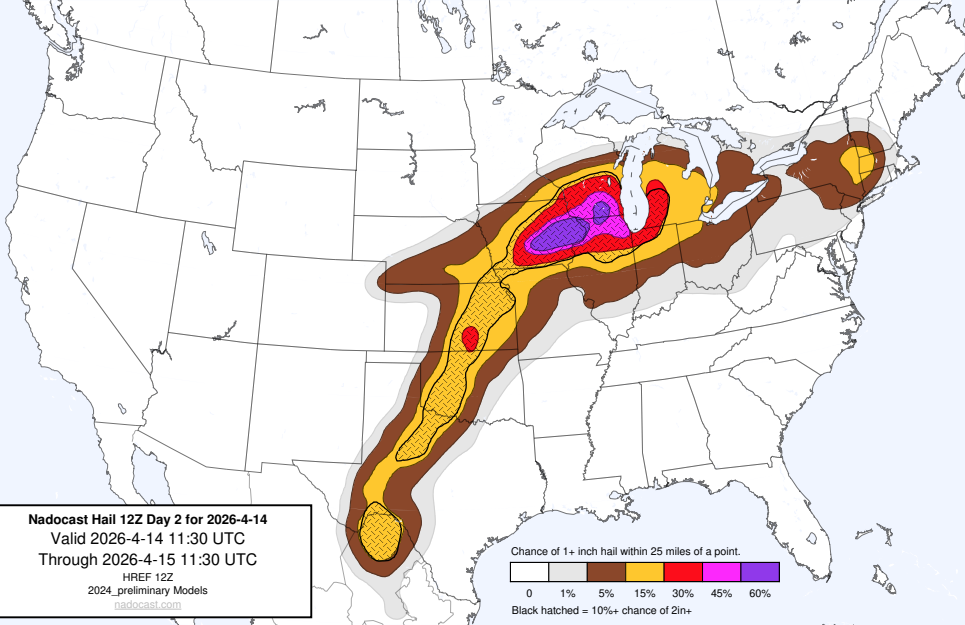 Nadocast Hail 12Z Day 2 for 2026-4-14
Valid 2026-4-14 11:30 UTC
Through 2026-4-15 11:30 UTC
HREF 12Z
2024_preliminary Models
nadocast.com
Chance of 1+ inch hail within 25 miles of a point.
0 1% 5% 15% 30% 45% 60%
Black hatched = 10%+ chance of 2in+